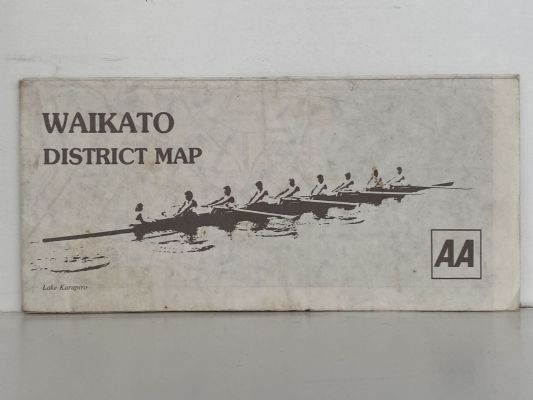 WAIKATO
DISTRICT MAP
AA
Lake Karapiro